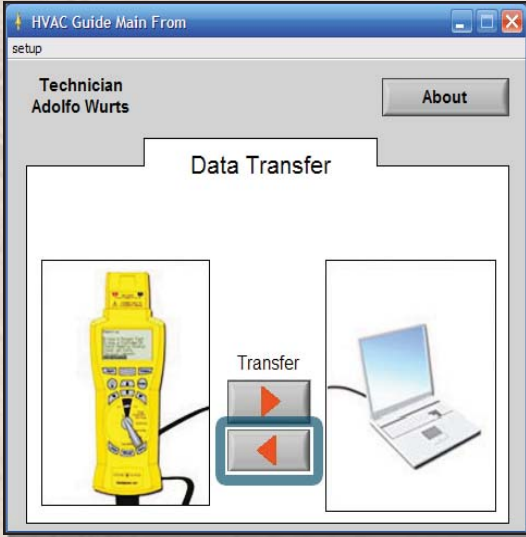 HVAC Guide Main From
setup
Technician
Adolfo Wurts
About
Data Transfer
Transfer